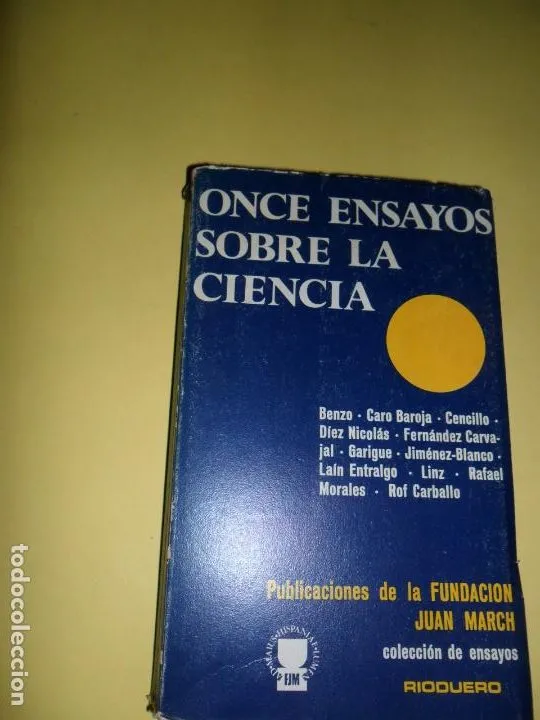 ONCE ENSAYOS
SOBRE LA
CIENCIA
Benzo · Caro Baroja · Cencillo ·
Díez Nicolás · Fernández Carva-
jal · Garigue · Jiménez-Blanco ·
Laín Entralgo · Linz · Rafael
Morales · Rof Carballo
Publicaciones de la FUNDACION
JUAN MARCH
colección de ensayos
RIODUERO
FJM
todocoleccion